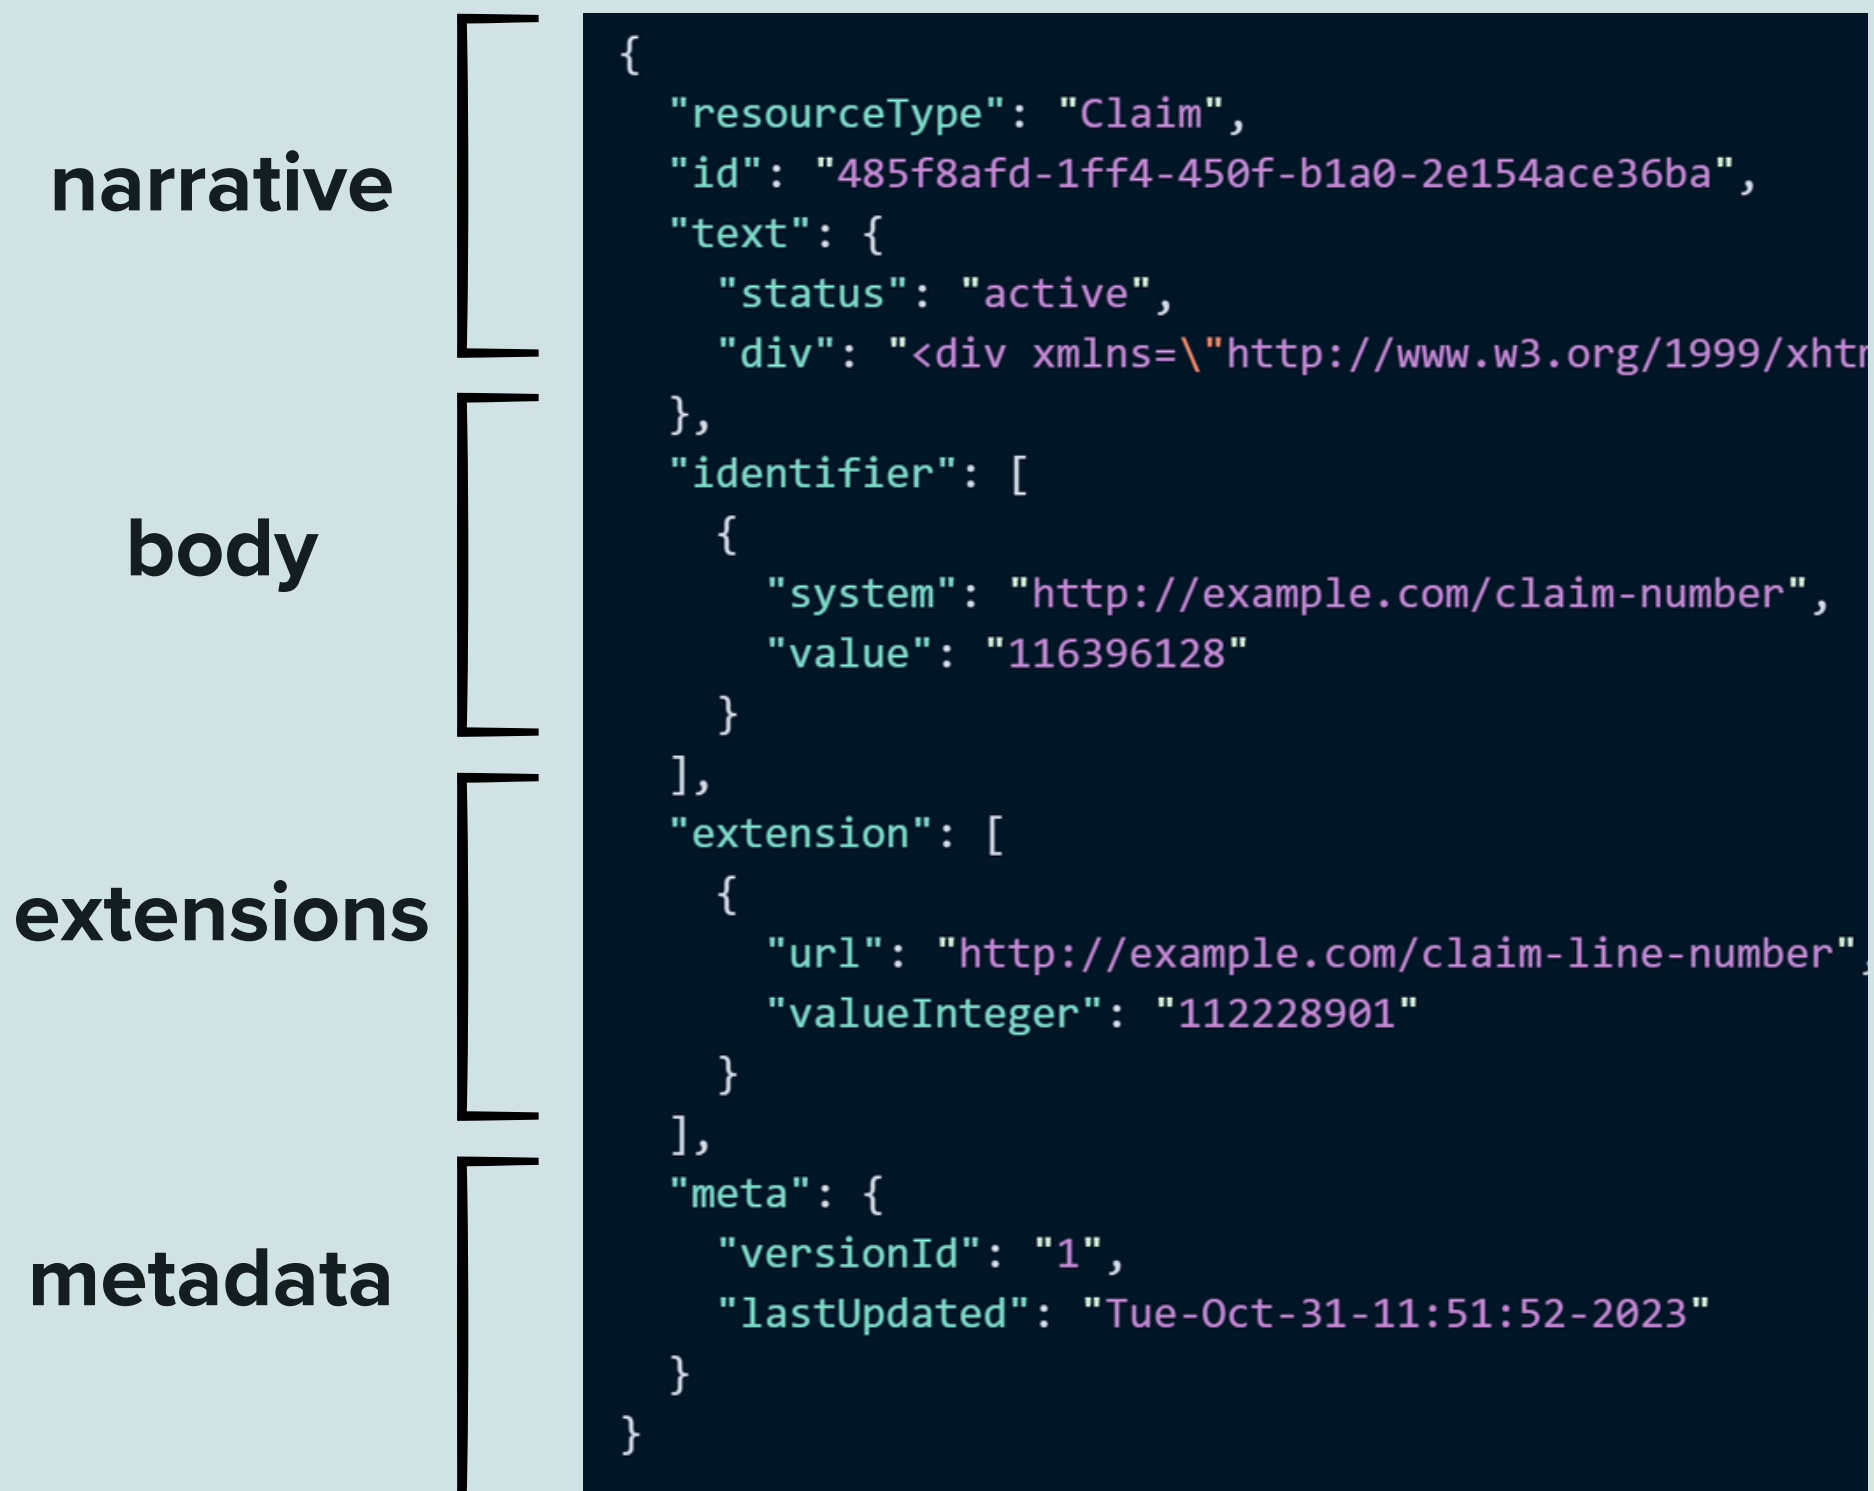 narrative
body
extensions
metadata
{
  "resourceType": "Claim",
  "id": "485f8afd-1ff4-450f-b1a0-2e154ace36ba",
  "text": {
    "status": "active",
    "div": "<div xmlns=\"http://www.w3.org/1999/xht
  },
  "identifier": [
    {
      "system": "http://example.com/claim-number",
      "value": "116396128"
    }
  ],
  "extension": [
    {
      "url": "http://example.com/claim-line-number",
      "valueInteger": "112228901"
    }
  ],
  "meta": {
    "versionId": "1",
    "lastUpdated": "Tue-Oct-31-11:51:52-2023"
  }
}